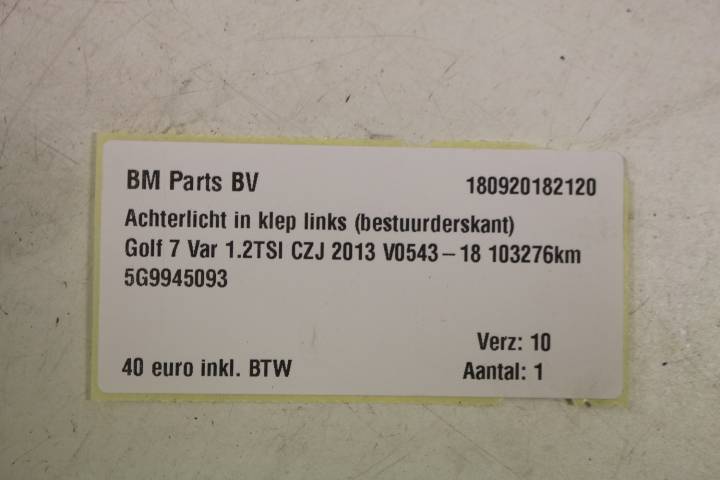 BM Parts BV 180920182120
Achterlicht in klep links (bestuurderskant)
Golf 7 Var 1.2TSI CZJ 2013 V0543-18 103276km
5G9945093
Verz: 10
40 euro inkl. BTW Aantal: 1